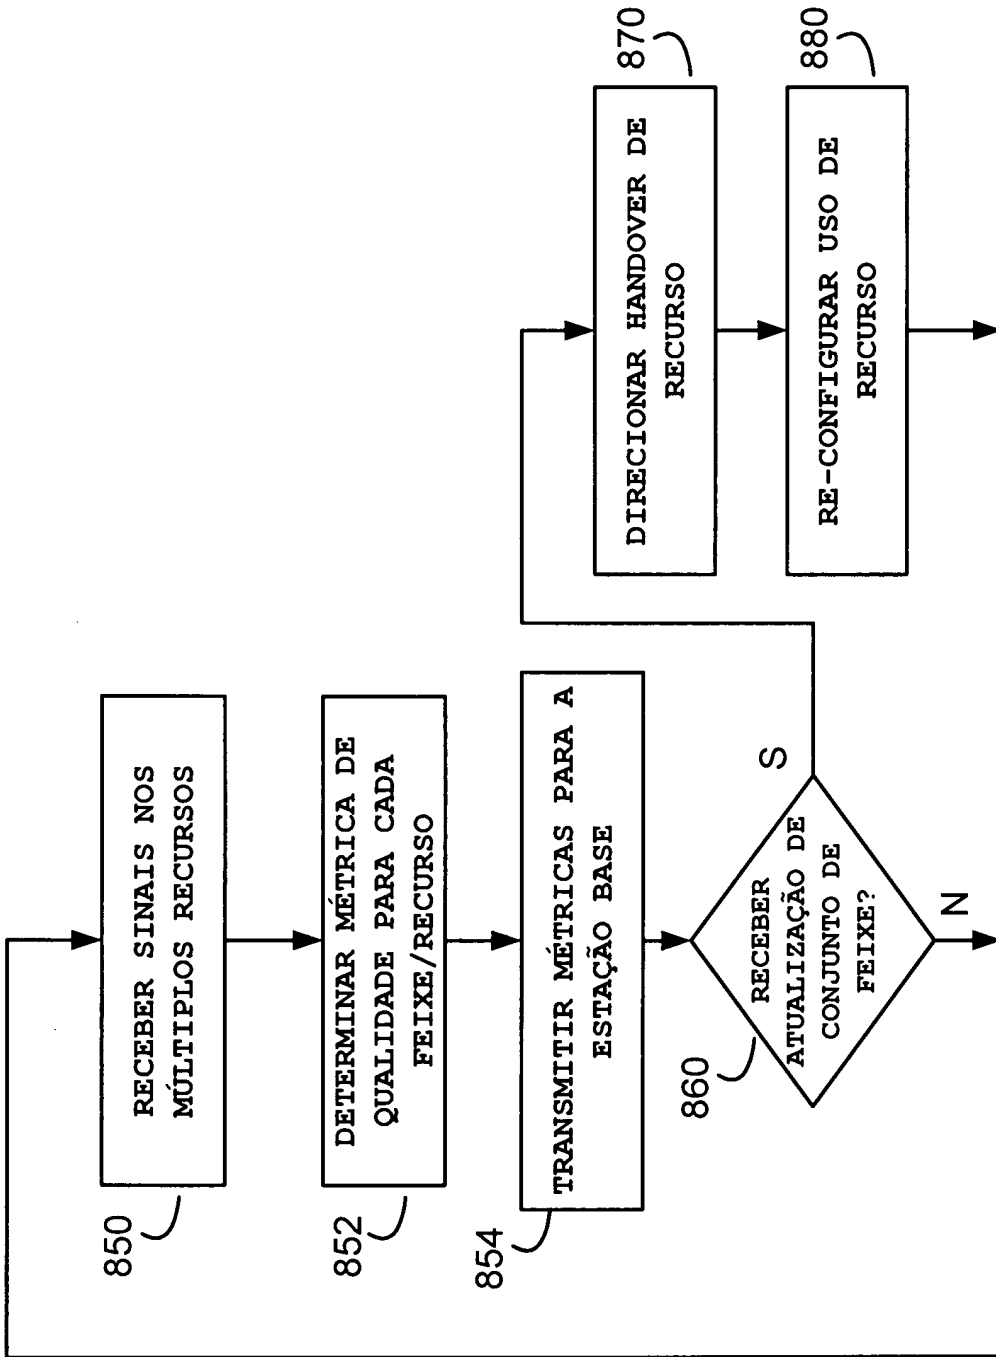 850
RECEBER SINAIS NOS
MÚLTIPLOS RECURSOS
852
DETERMINAR MÉTRICA DE
QUALIDADE PARA CADA
FEIXE/RECURSO
854
TRANSMITIR MÉTRICAS PARA A
ESTAÇÃO BASE
860
RECEBER
ATUALIZAÇÃO DE
CONJUNTO DE
FEIXE?
S
N
870
DIRECIONAR HANDOVER DE
RECURSO
880
RE-CONFIGURAR USO DE
RECURSO